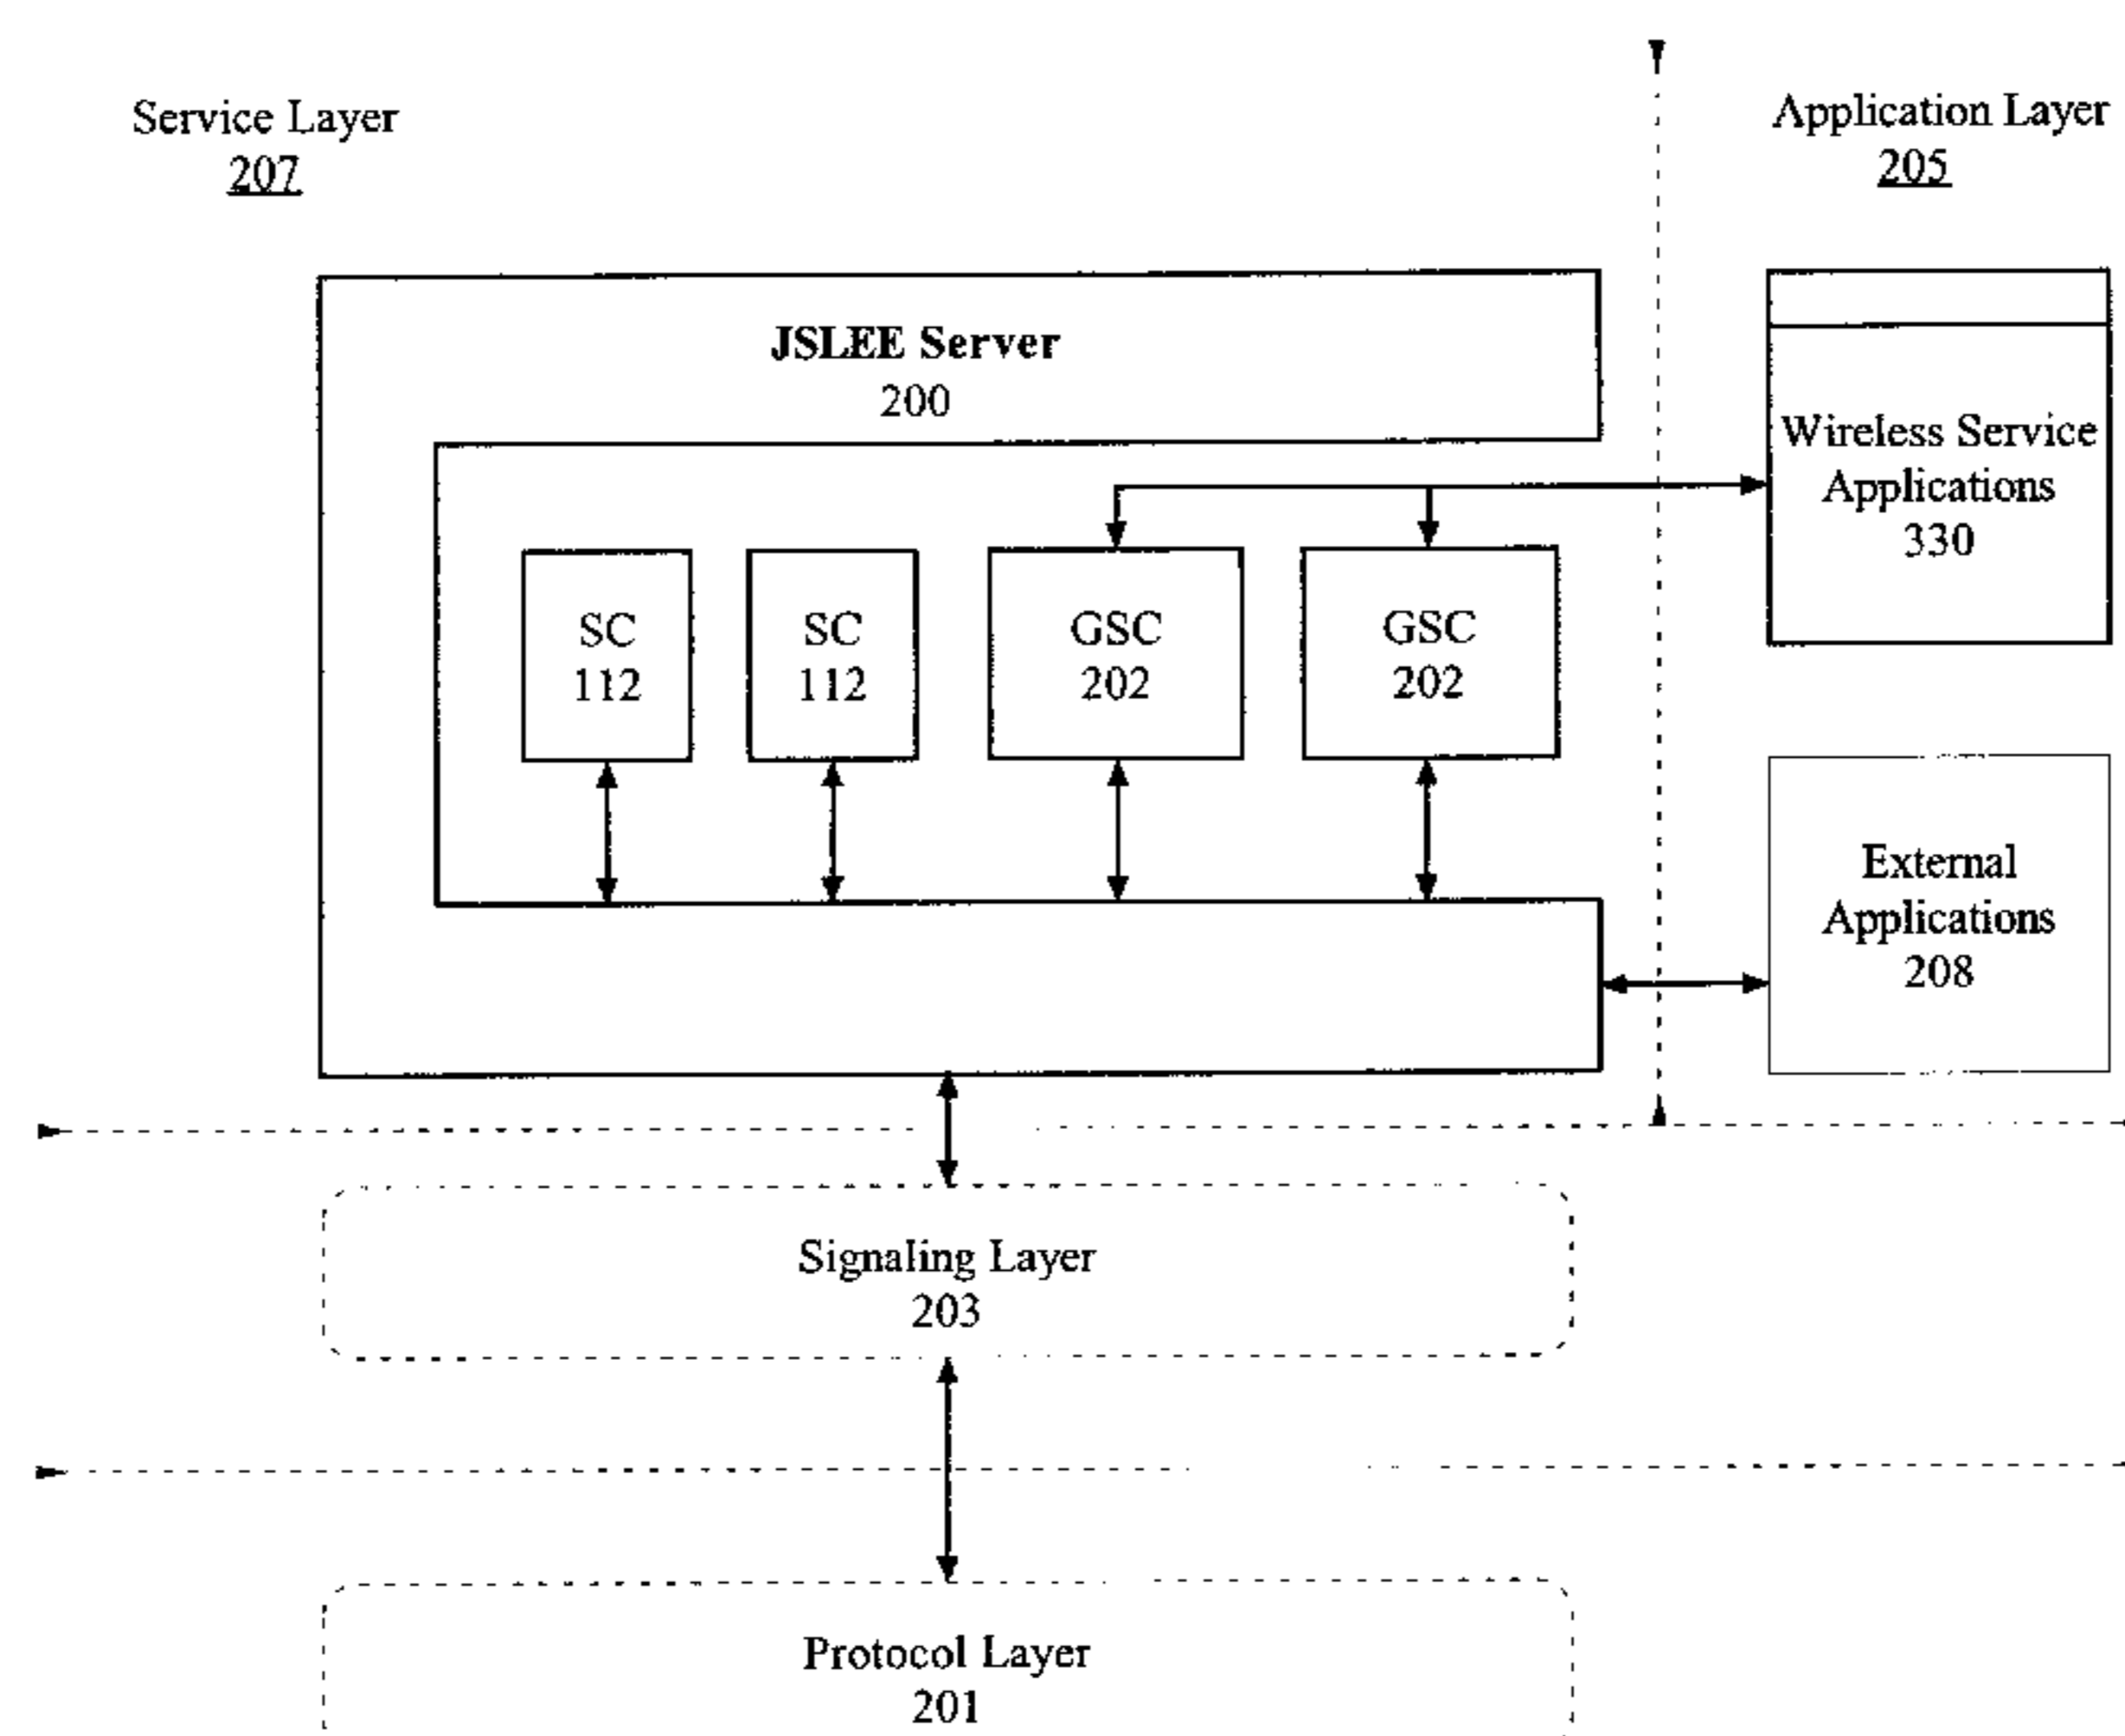 Service Layer
207
Application Layer
205
JSLEE Server
200
Wireless Service
Applications
330
SC
112
SC
112
GSC
202
GSC
202
External
Applications
208
Signaling Layer
203
Protocol Layer
201